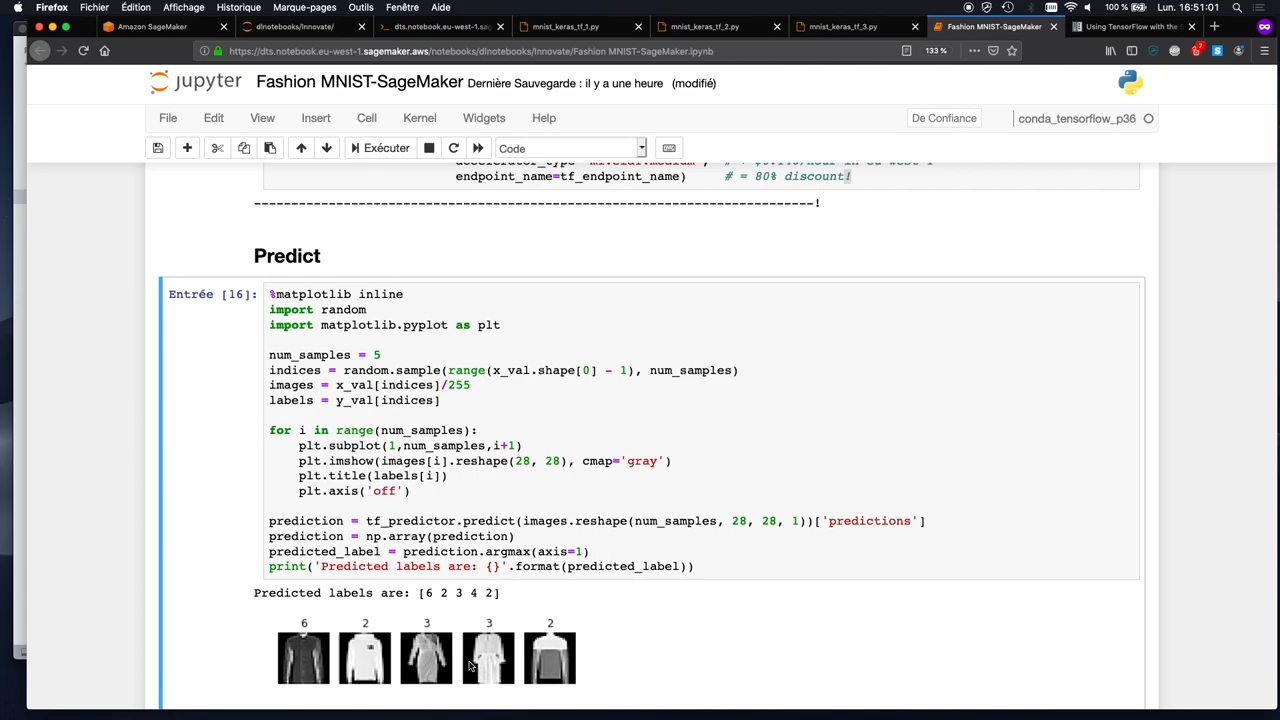 Firefox Fichier Édition Affichage Historique Marque-pages Outils Fenêtre Aide 100 % Lun. 16:51:01
Amazon SageMaker dlnotebooks/Innovate/ dts.notebook.eu-west-1.sag mnist_keras_tf_1.py mnist_keras_tf_2.py mnist_keras_tf_3.py Fashion MNIST-SageMaker Using TensorFlow with the S
https://dts.notebook.eu-west-1.sagemaker.aws/notebooks/dlnotebooks/Innovate/Fashion MNIST-SageMaker.ipynb 133 %
jupyter Fashion MNIST-SageMaker Dernière Sauvegarde : il y a une heure (modifié)
File Edit View Insert Cell Kernel Widgets Help De Confiance conda_tensorflow_p36
Exécuter Code
endpoint_name=tf_endpoint_name) # = 80% discount!
---------------------------------------------------------------------------!
Predict
Entrée [16]: %matplotlib inline
import random
import matplotlib.pyplot as plt
num_samples = 5
indices = random.sample(range(x_val.shape[0] - 1), num_samples)
images = x_val[indices]/255
labels = y_val[indices]
for i in range(num_samples):
plt.subplot(1,num_samples,i+1)
plt.imshow(images[i].reshape(28, 28), cmap='gray')
plt.title(labels[i])
plt.axis('off')
prediction = tf_predictor.predict(images.reshape(num_samples, 28, 28, 1))['predictions']
prediction = np.array(prediction)
predicted_label = prediction.argmax(axis=1)
print('Predicted labels are: {}'.format(predicted_label))
Predicted labels are: [6 2 3 4 2]
6 2 3 3 2